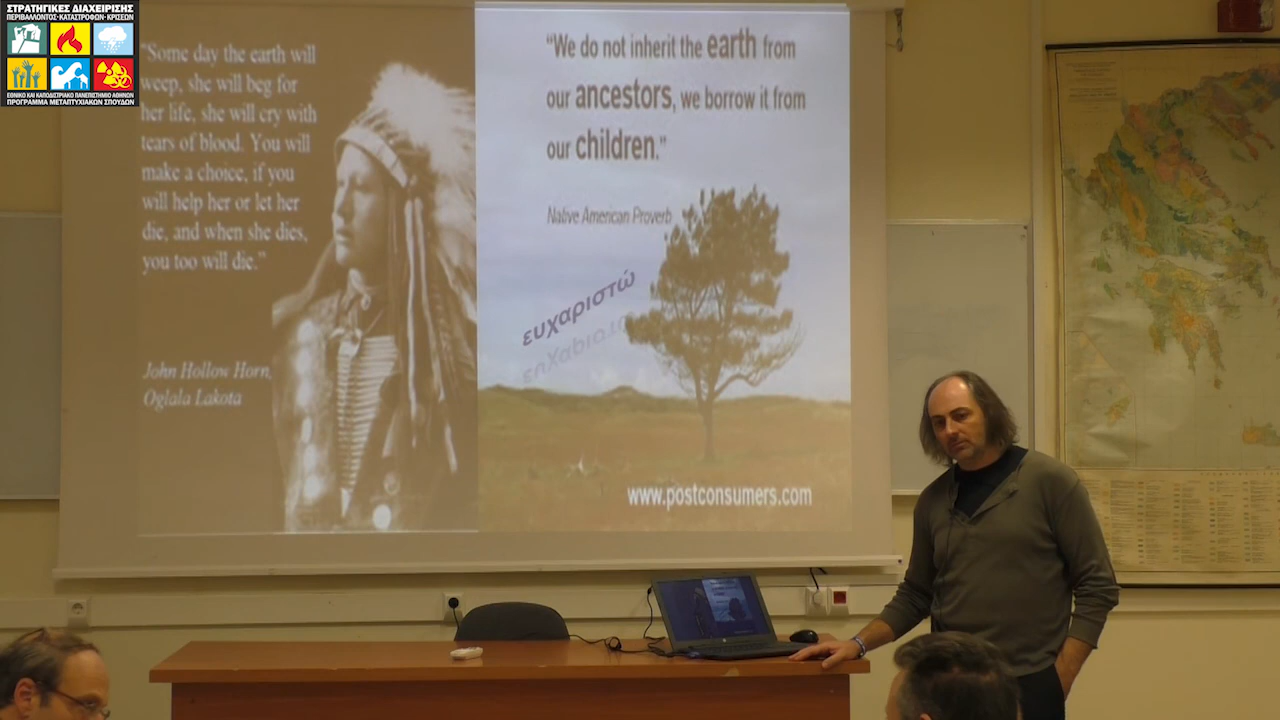 ΣΤΡΑΤΗΓΙΚΕΣ ΔΙΑΧΕΙΡΙΣΗΣ
ΠΕΡΙΒΑΛΛΟΝΤΟΣ·ΚΑΤΑΣΤΡΟΦΩΝ·ΚΡΙΣΕΩΝ
ΕΘΝΙΚΟ ΚΑΙ ΚΑΠΟΔΙΣΤΡΙΑΚΟ ΠΑΝΕΠΙΣΤΗΜΙΟ ΑΘΗΝΩΝ
ΠΡΟΓΡΑΜΜΑ ΜΕΤΑΠΤΥΧΙΑΚΩΝ ΣΠΟΥΔΩΝ
"Some day the earth will
weep, she will beg for
her life, she will cry with
tears of blood. You will
make a choice, if you
will help her or let her
die, and when she dies,
you too will die."
John Hollow Horn,
Oglala Lakota
"We do not inherit the earth from
our ancestors, we borrow it from
our children."
Native American Proverb
ευχαριστώ
www.postconsumers.com